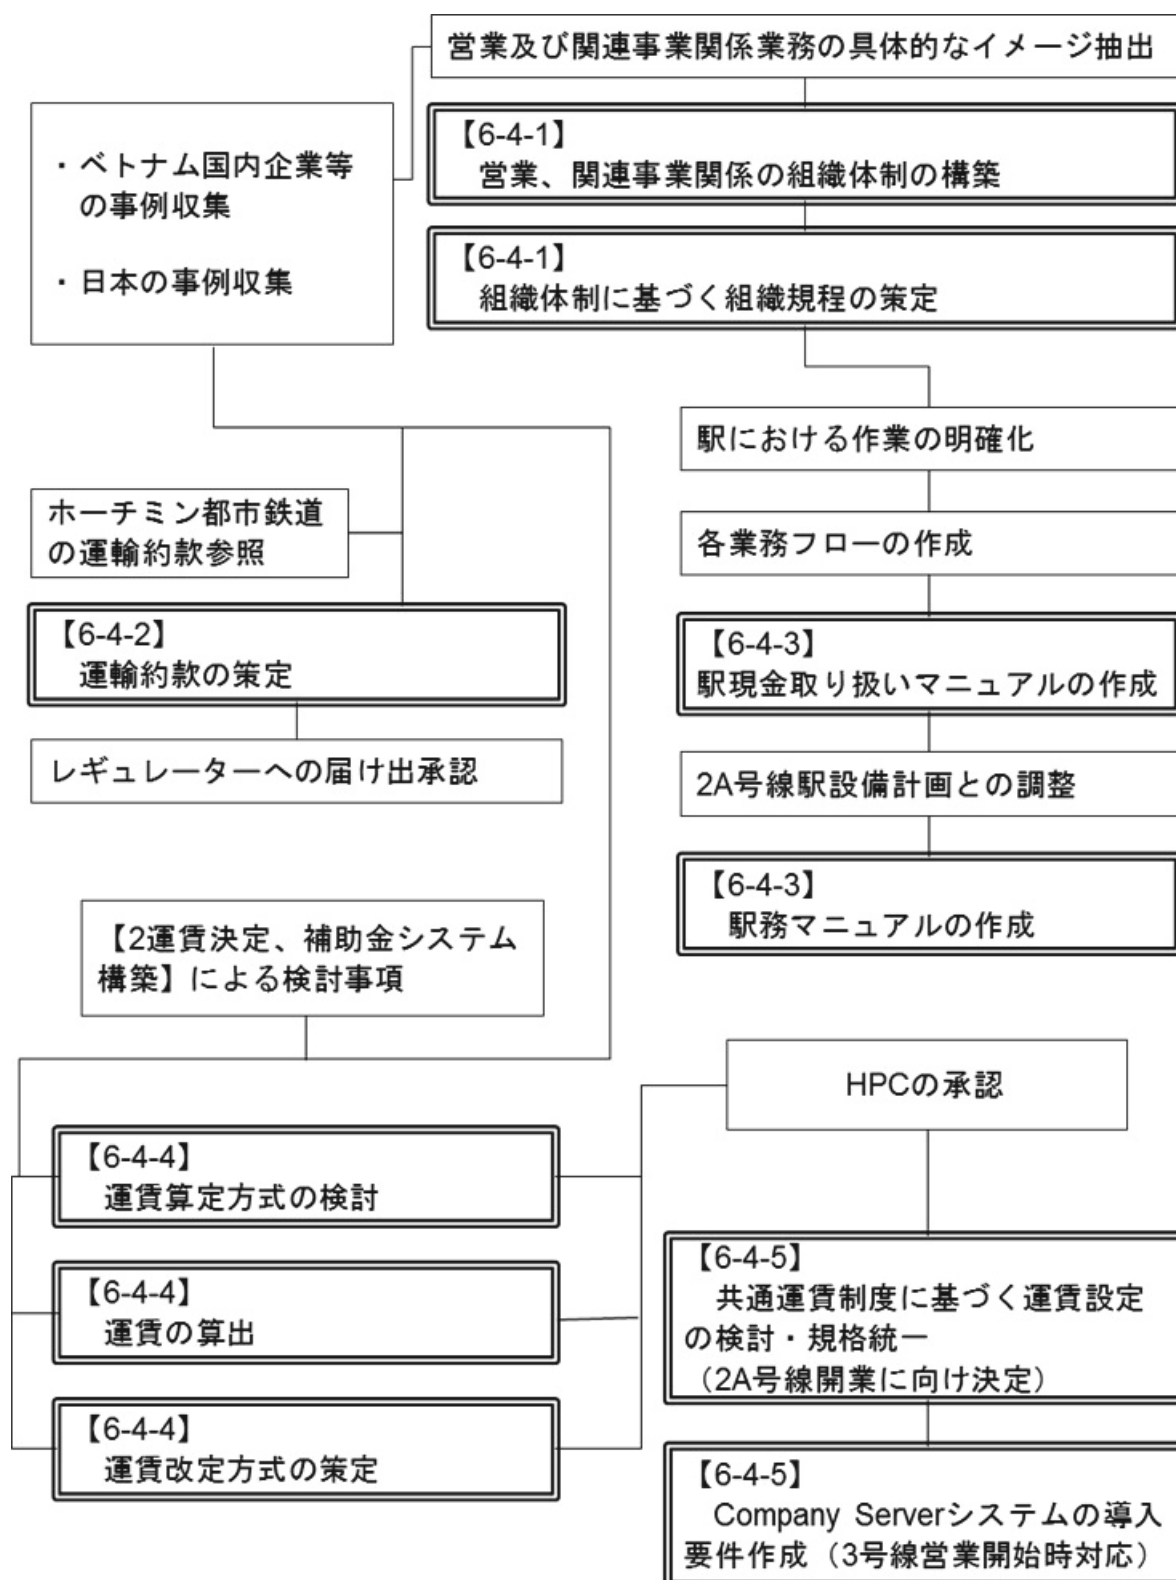 営業及び関連事業関係業務の具体的なイメージ抽出
【6-4-1】
営業、関連事業関係の組織体制の構築
・ベトナム国内企業等
の事例収集
・日本の事例収集
【6-4-1】
組織体制に基づく組織規程の策定
駅における作業の明確化
ホーチミン都市鉄道
の運輸約款参照
各業務フローの作成
【6-4-2】
運輸約款の策定
【6-4-3】
駅現金取り扱いマニュアルの作成
レギュレーターへの届け出承認
2A号線駅設備計画との調整
【6-4-3】
駅務マニュアルの作成
【2運賃決定、補助金システム
構築】による検討事項
HPCの承認
【6-4-4】
運賃算定方式の検討
【6-4-4】
運賃の算出
【6-4-4】
運賃改定方式の策定
【6-4-5】
共通運賃制度に基づく運賃設定
の検討・規格統一
（2A号線開業に向け決定）
【6-4-5】
Company Serverシステムの導入
要件作成（3号線営業開始時対応）